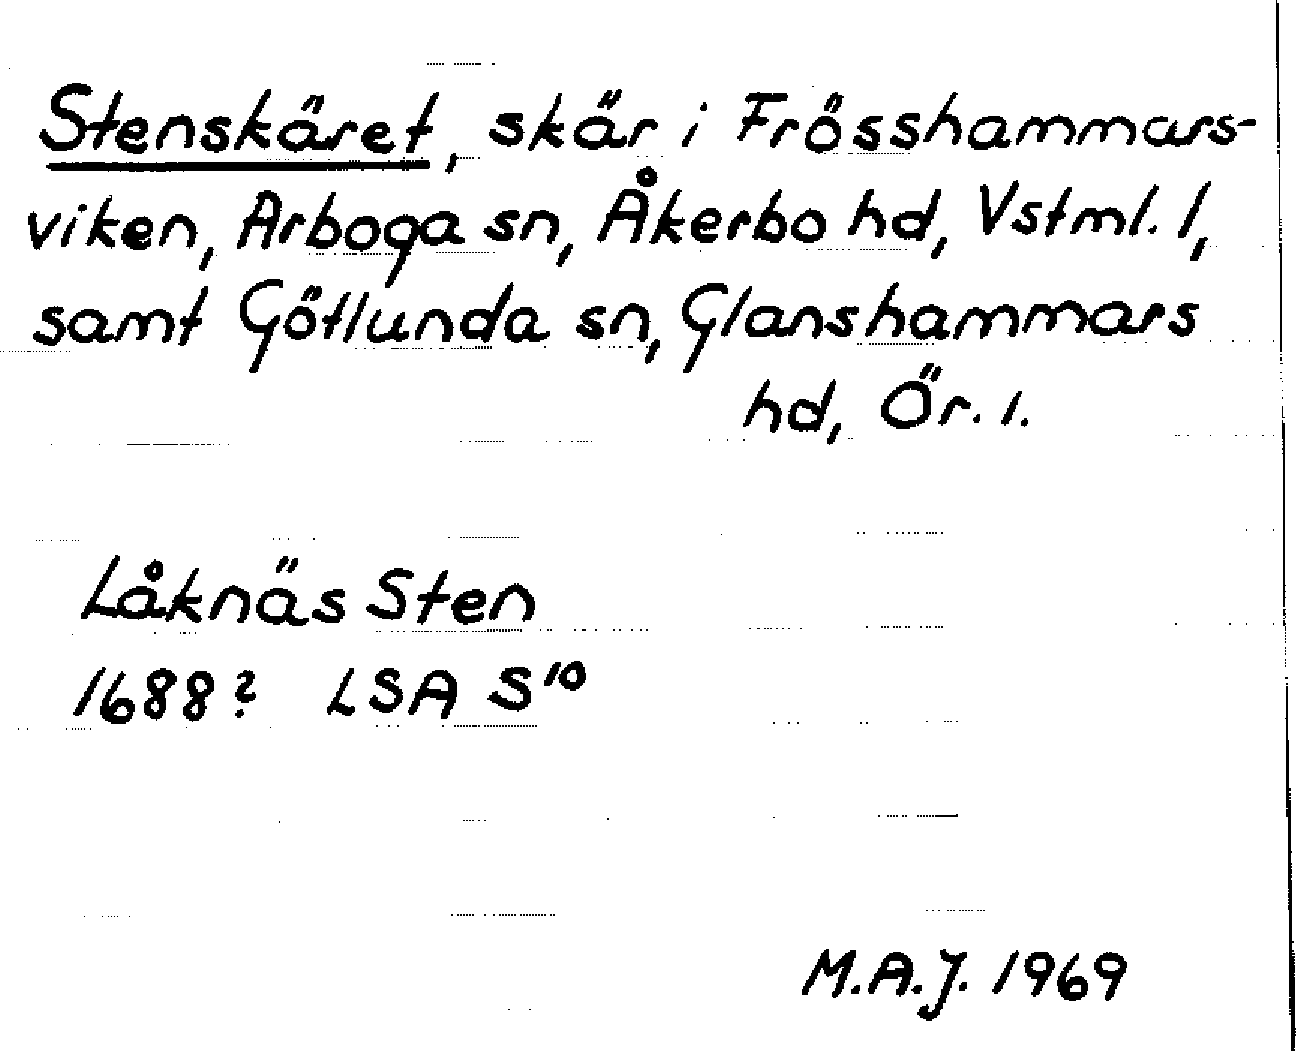 Stenskäret, skär i Frösshammars-
viken, Arboga sn, Åkerbo hd, Vstml. l,
samt Götlunda sn, Glanshammars
hd, Ör. l.
Låknäs Sten
1688? LSA S¹⁰
M.A.J. 1969